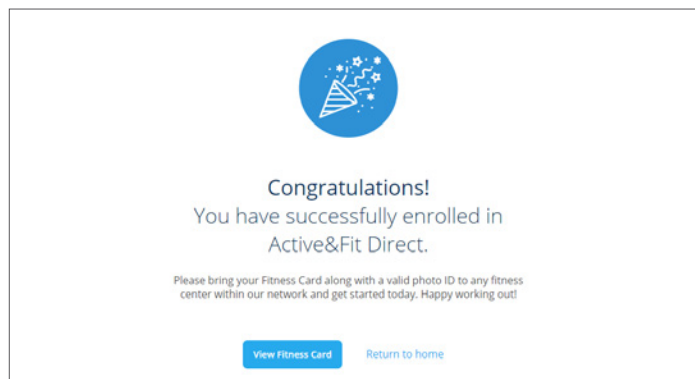 Congratulations!
You have successfully enrolled in
Active&Fit Direct.
Please bring your Fitness Card along with a valid photo ID to any fitness
center within our network and get started today. Happy working out!
View Fitness Card Return to home